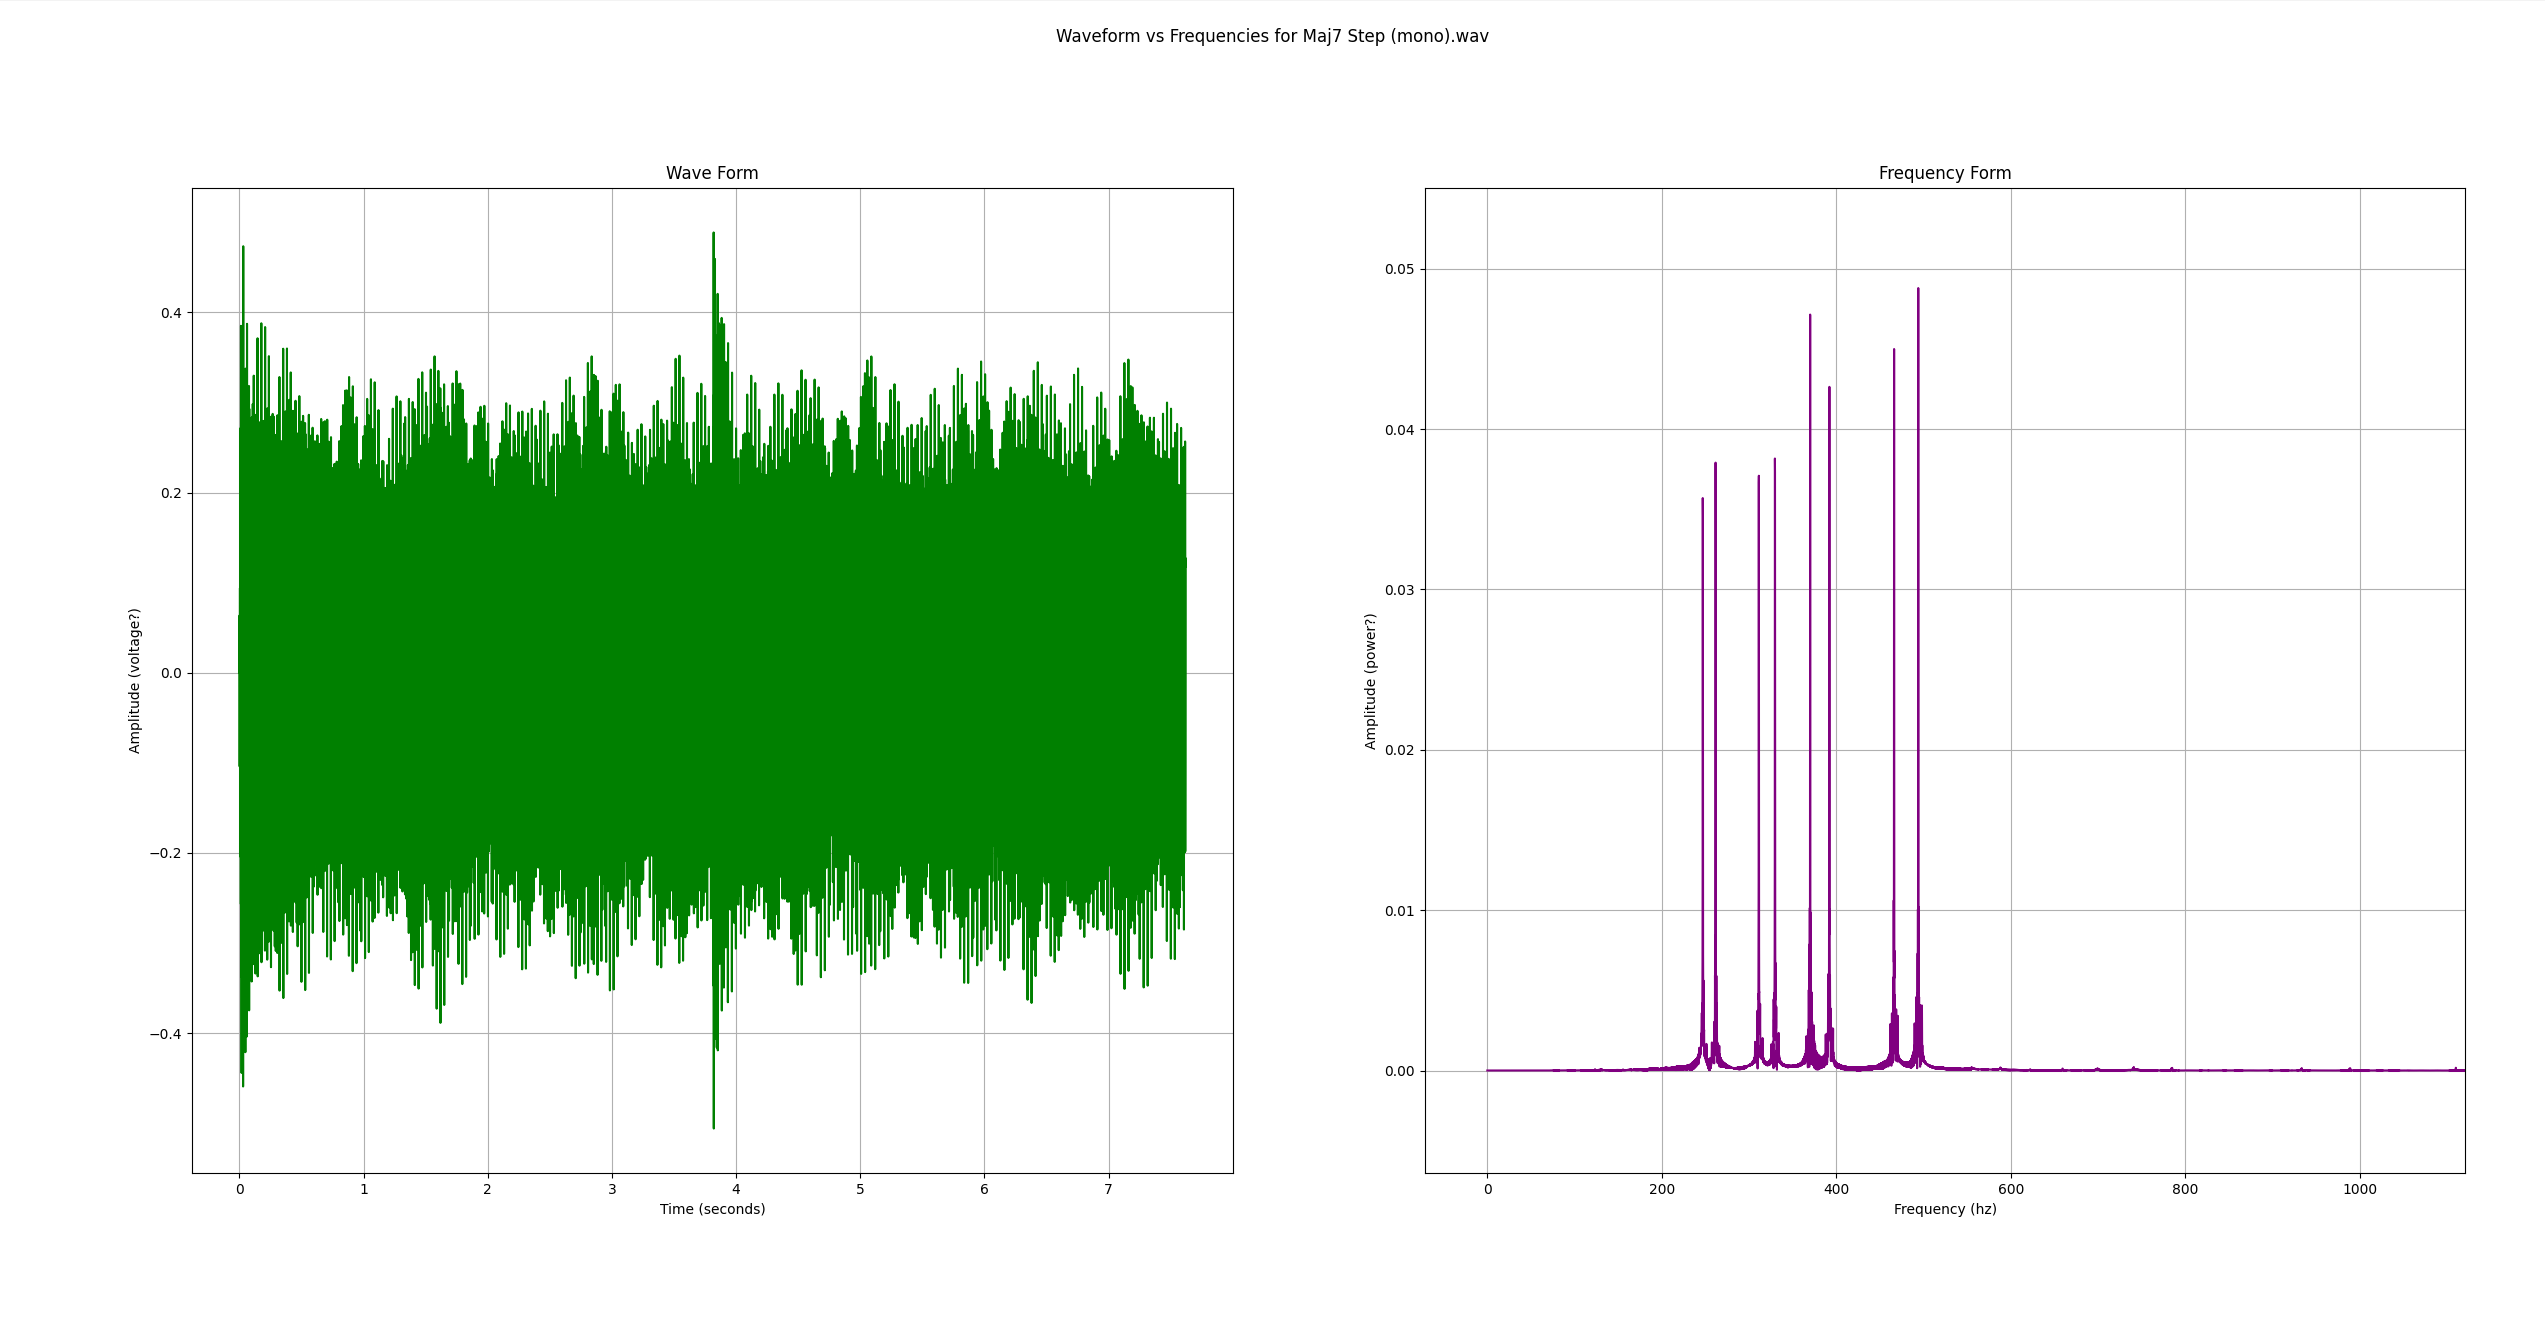 Waveform vs Frequencies for Maj7 Step (mono).wav
Wave Form
Amplitude (voltage?)
0.4
0.2
0.0
−0.2
−0.4
0 1 2 3 4 5 6 7
Time (seconds)
Frequency Form
Amplitude (power?)
0.05
0.04
0.03
0.02
0.01
0.00
0 200 400 600 800 1000
Frequency (hz)